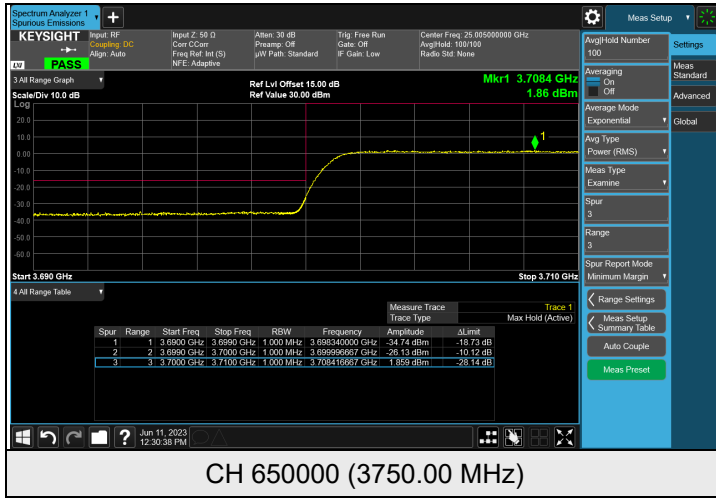 Spectrum Analyzer 1
Spurious Emissions
Meas Setup
KEYSIGHT
Input: RF
Coupling: DC
Align: Auto
Input Z: 50 Ω
Corr CCorr
Freq Ref: Int (S)
NFE: Adaptive
Atten: 30 dB
Preamp: Off
µW Path: Standard
Trig: Free Run
Gate: Off
IF Gain: Low
Center Freq: 25.005000000 GHz
Avg|Hold: 100/100
Radio Std: None
LXI
PASS
3 All Range Graph
Scale/Div 10.0 dB
Ref Lvl Offset 15.00 dB
Ref Value 30.00 dBm
Mkr1 3.7084 GHz
1.86 dBm
Log
20.0
10.0
0.00
-10.0
-20.0
-30.0
-40.0
-50.0
-60.0
1
Start 3.690 GHz
Stop 3.710 GHz
4 All Range Table
Measure Trace Trace 1
Trace Type Max Hold (Active)
Spur Range Start Freq Stop Freq RBW Frequency Amplitude ΔLimit
1 1 3.6900 GHz 3.6990 GHz 1.000 MHz 3.698340000 GHz -34.74 dBm -18.73 dB
2 2 3.6990 GHz 3.7000 GHz 1.000 MHz 3.699996667 GHz -26.13 dBm -10.12 dB
3 3 3.7000 GHz 3.7100 GHz 1.000 MHz 3.708416667 GHz 1.859 dBm -28.14 dB
Jun 11, 2023
12:30:38 PM
Avg|Hold Number
100
Averaging
On
Off
Average Mode
Exponential
Avg Type
Power (RMS)
Meas Type
Examine
Spur
3
Range
3
Spur Report Mode
Minimum Margin
Range Settings
Meas Setup
Summary Table
Auto Couple
Meas Preset
Settings
Meas
Standard
Advanced
Global
CH 650000 (3750.00 MHz)